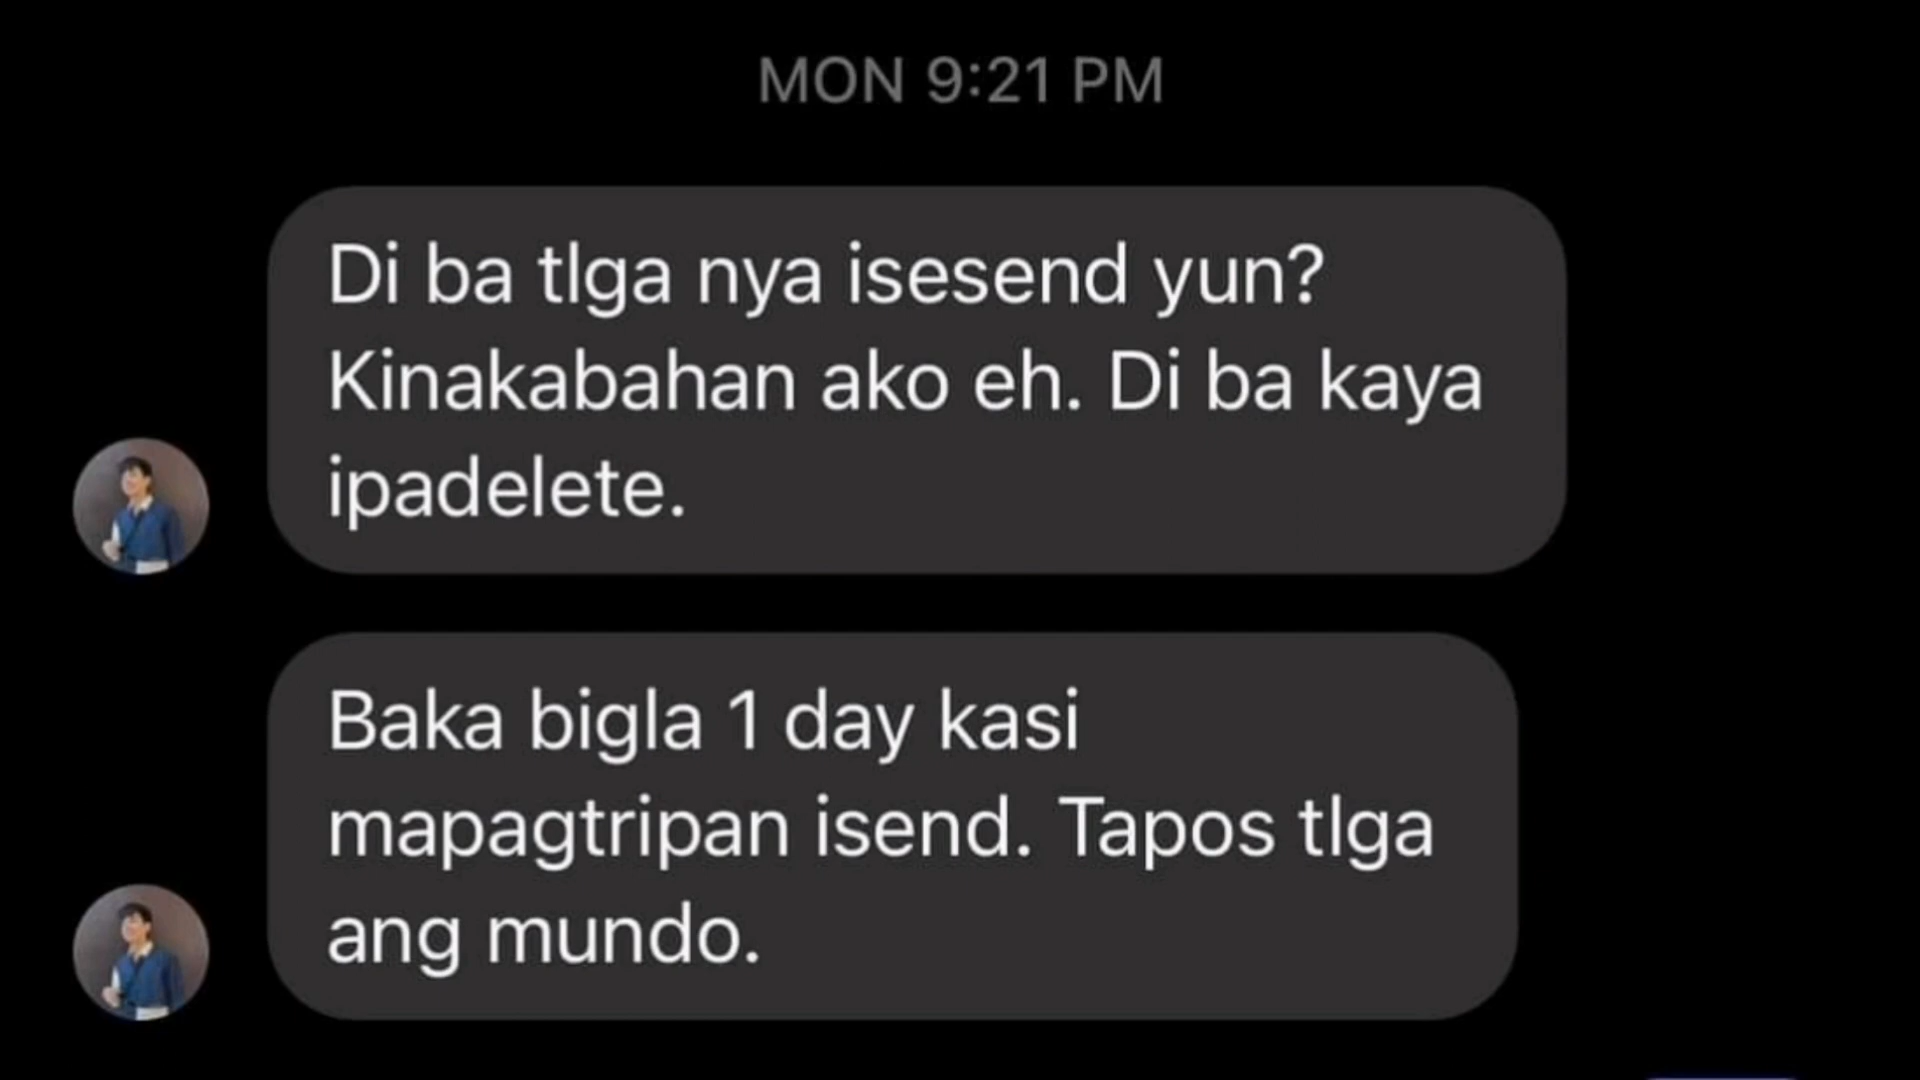 MON 9:21 PM
Di ba tlga nya isesend yun?
Kinakabahan ako eh. Di ba kaya
ipadelete.
Baka bigla 1 day kasi
mapagtripan isend. Tapos tlga
ang mundo.